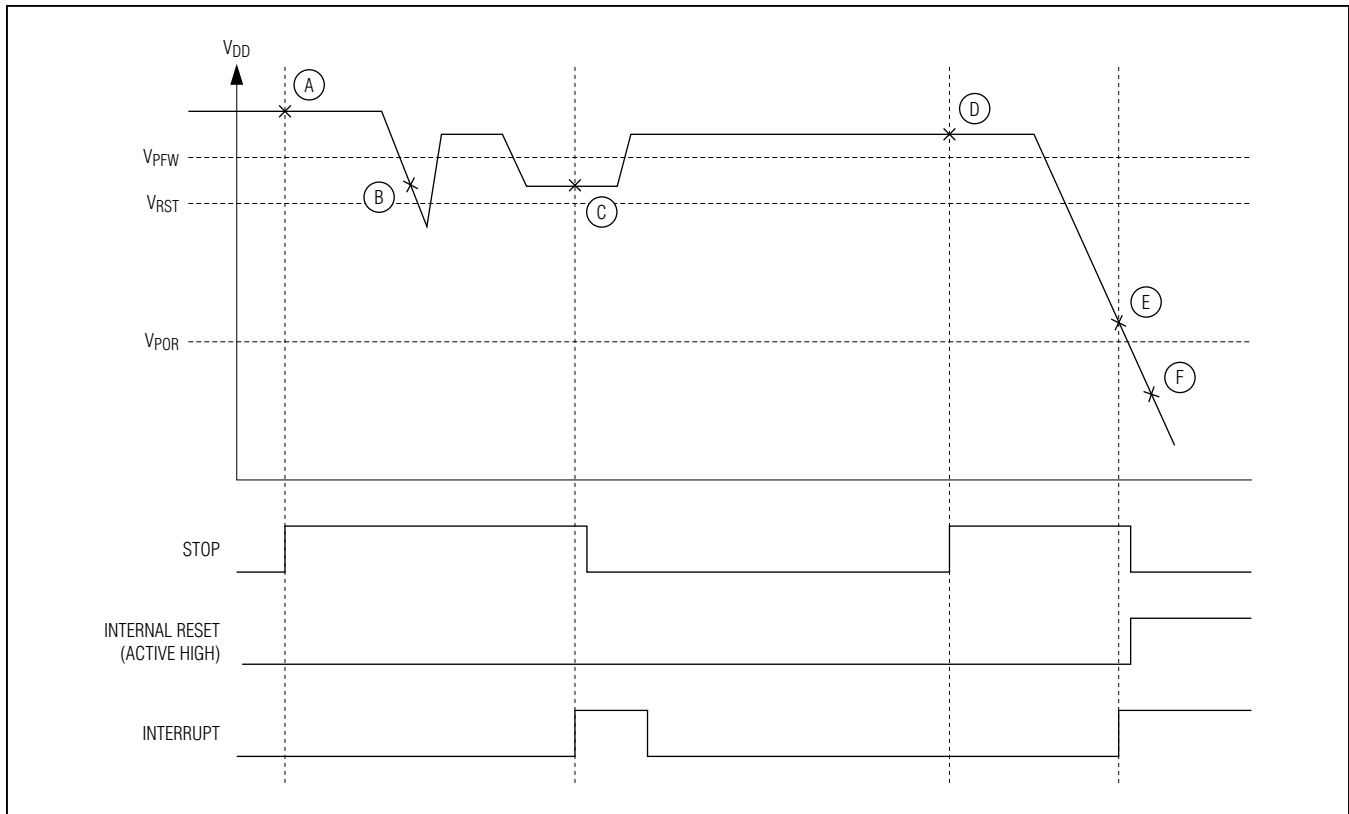 VDD
A
VPFW
B
VRST
C
D
E
VPOR
F
STOP
INTERNAL RESET
(ACTIVE HIGH)
INTERRUPT